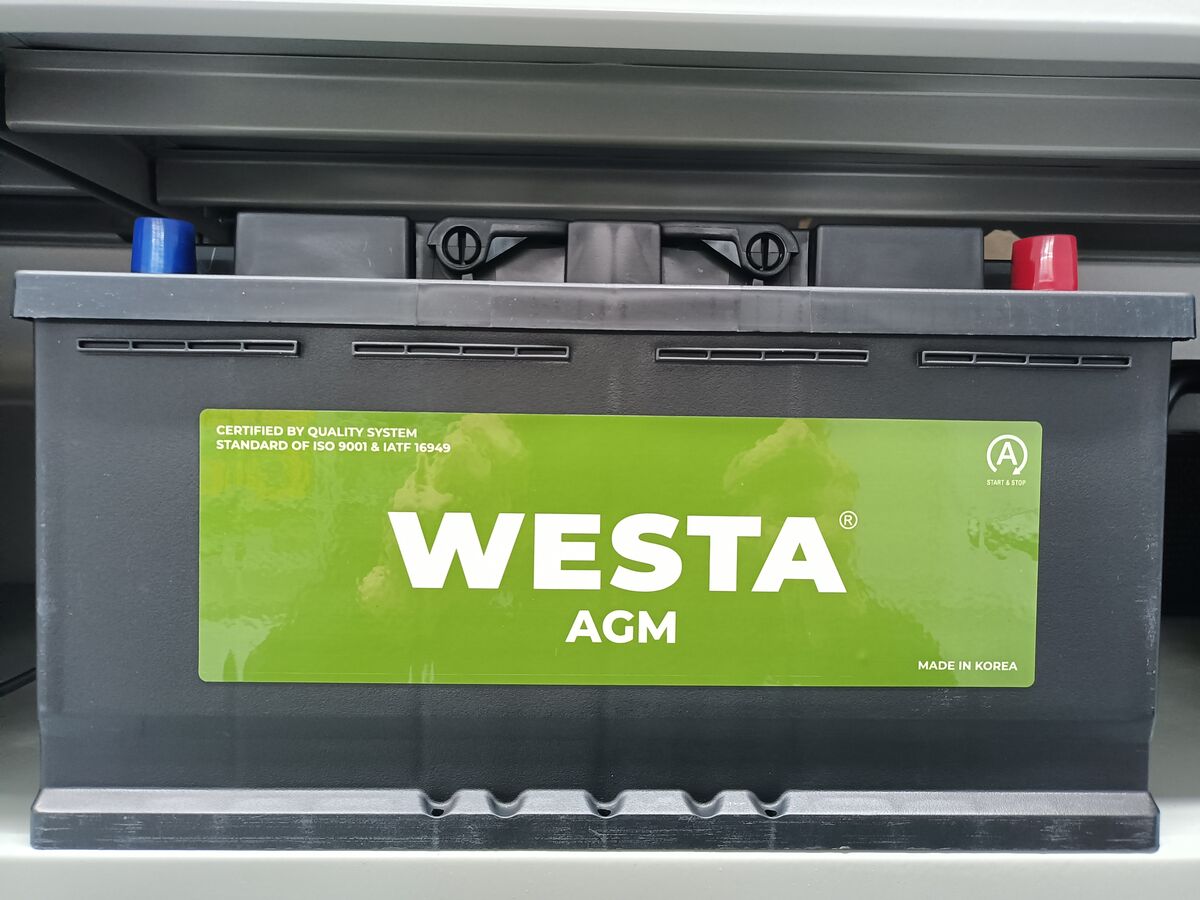 CERTIFIED BY QUALITY SYSTEM
STANDARD OF ISO 9001 & IATF 16949
A
START & STOP
WESTA®
AGM
MADE IN KOREA